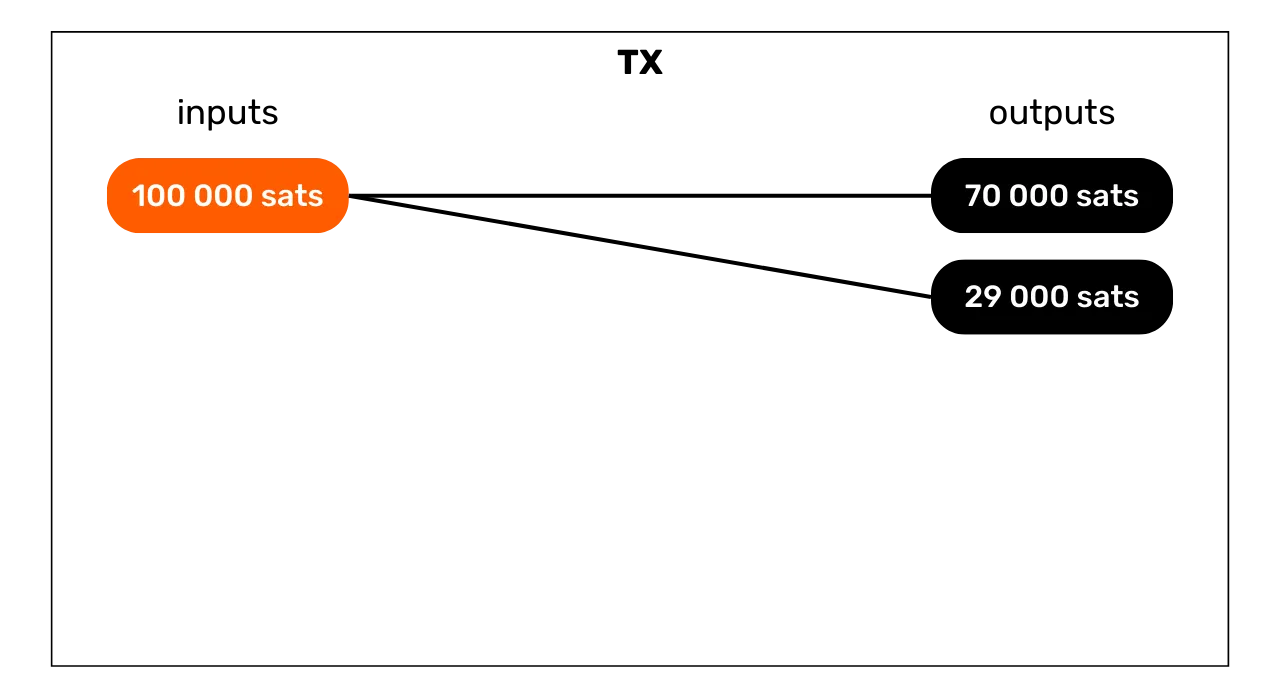 TX
inputs
outputs
100 000 sats
70 000 sats
29 000 sats